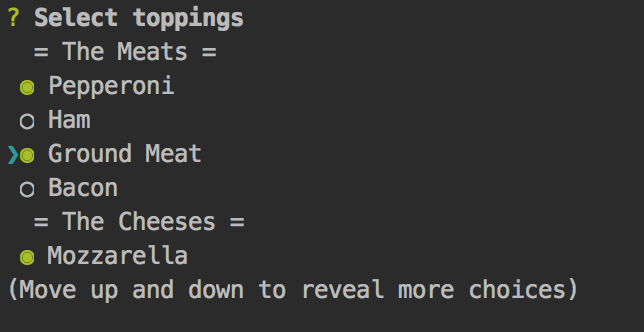 ? Select toppings
= The Meats =
◉ Pepperoni
◯ Ham
❯◉ Ground Meat
◯ Bacon
= The Cheeses =
◉ Mozzarella
(Move up and down to reveal more choices)